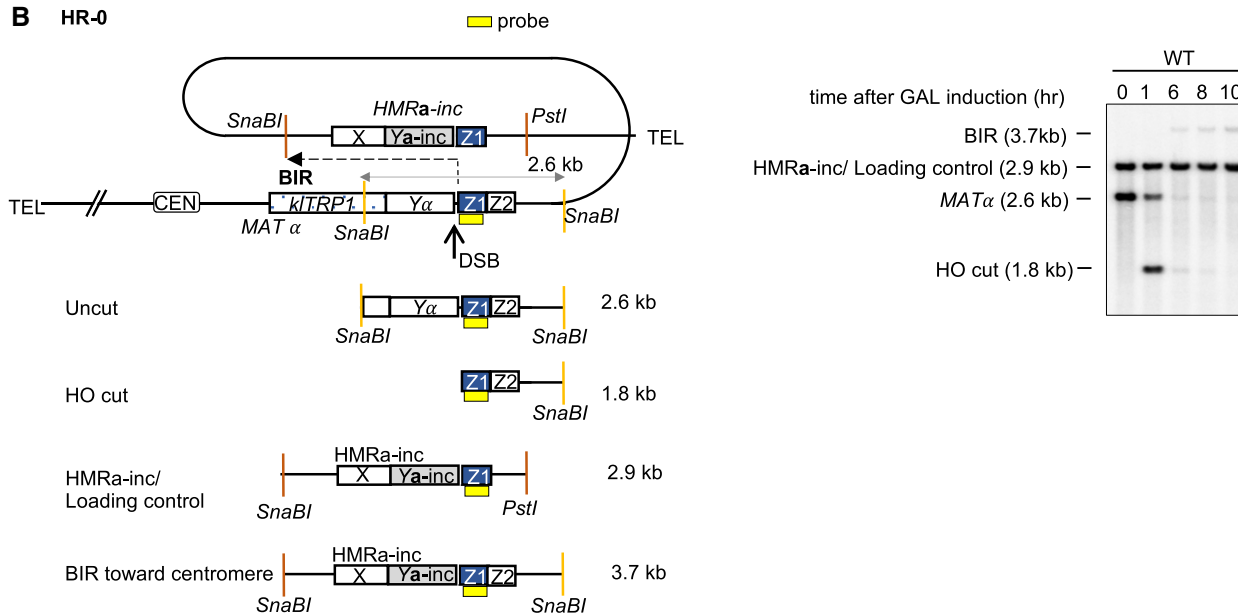 B HR-0
probe
HMRa-inc
SnaBI
PstI
X Ya-inc Z1
TEL
2.6 kb
BIR
TEL
CEN
klTRP1 Yα Z1 Z2
MAT α
SnaBI
SnaBI
DSB
Uncut
Yα Z1 Z2
2.6 kb
SnaBI SnaBI
HO cut
Z1 Z2
1.8 kb
SnaBI
HMRa-inc/
Loading control
HMRa-inc
X Ya-inc Z1
2.9 kb
SnaBI PstI
BIR toward centromere
HMRa-inc
X Ya-inc Z1
3.7 kb
SnaBI SnaBI
WT
time after GAL induction (hr) 0 1 6 8 10
BIR (3.7kb)
HMRa-inc/ Loading control (2.9 kb)
MATα (2.6 kb)
HO cut (1.8 kb)